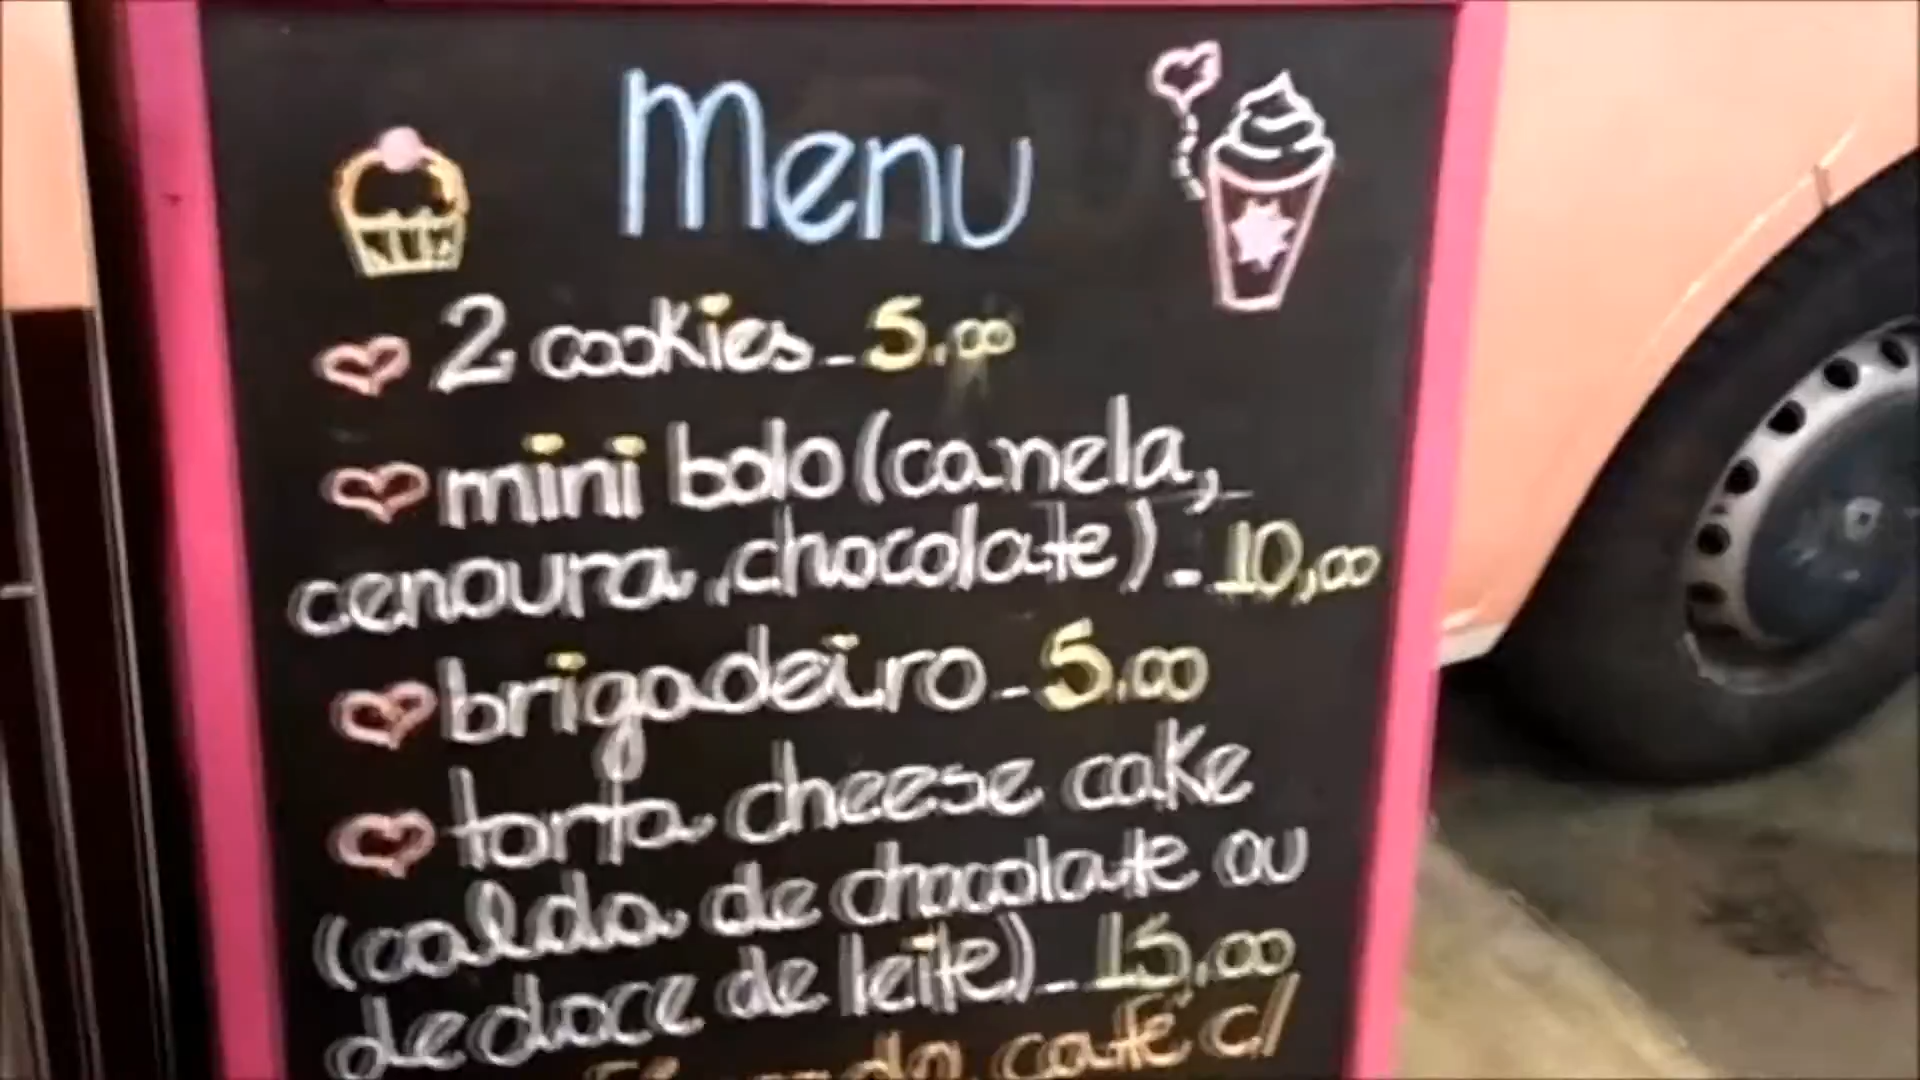 Menu
2 cookies - 5.00
mini bolo (canela,
cenoura, chocolate) - 10,00
brigadeiro - 5.00
torta cheese cake
(calda de chocolate ou
de doce de leite) - 15,00
café c/